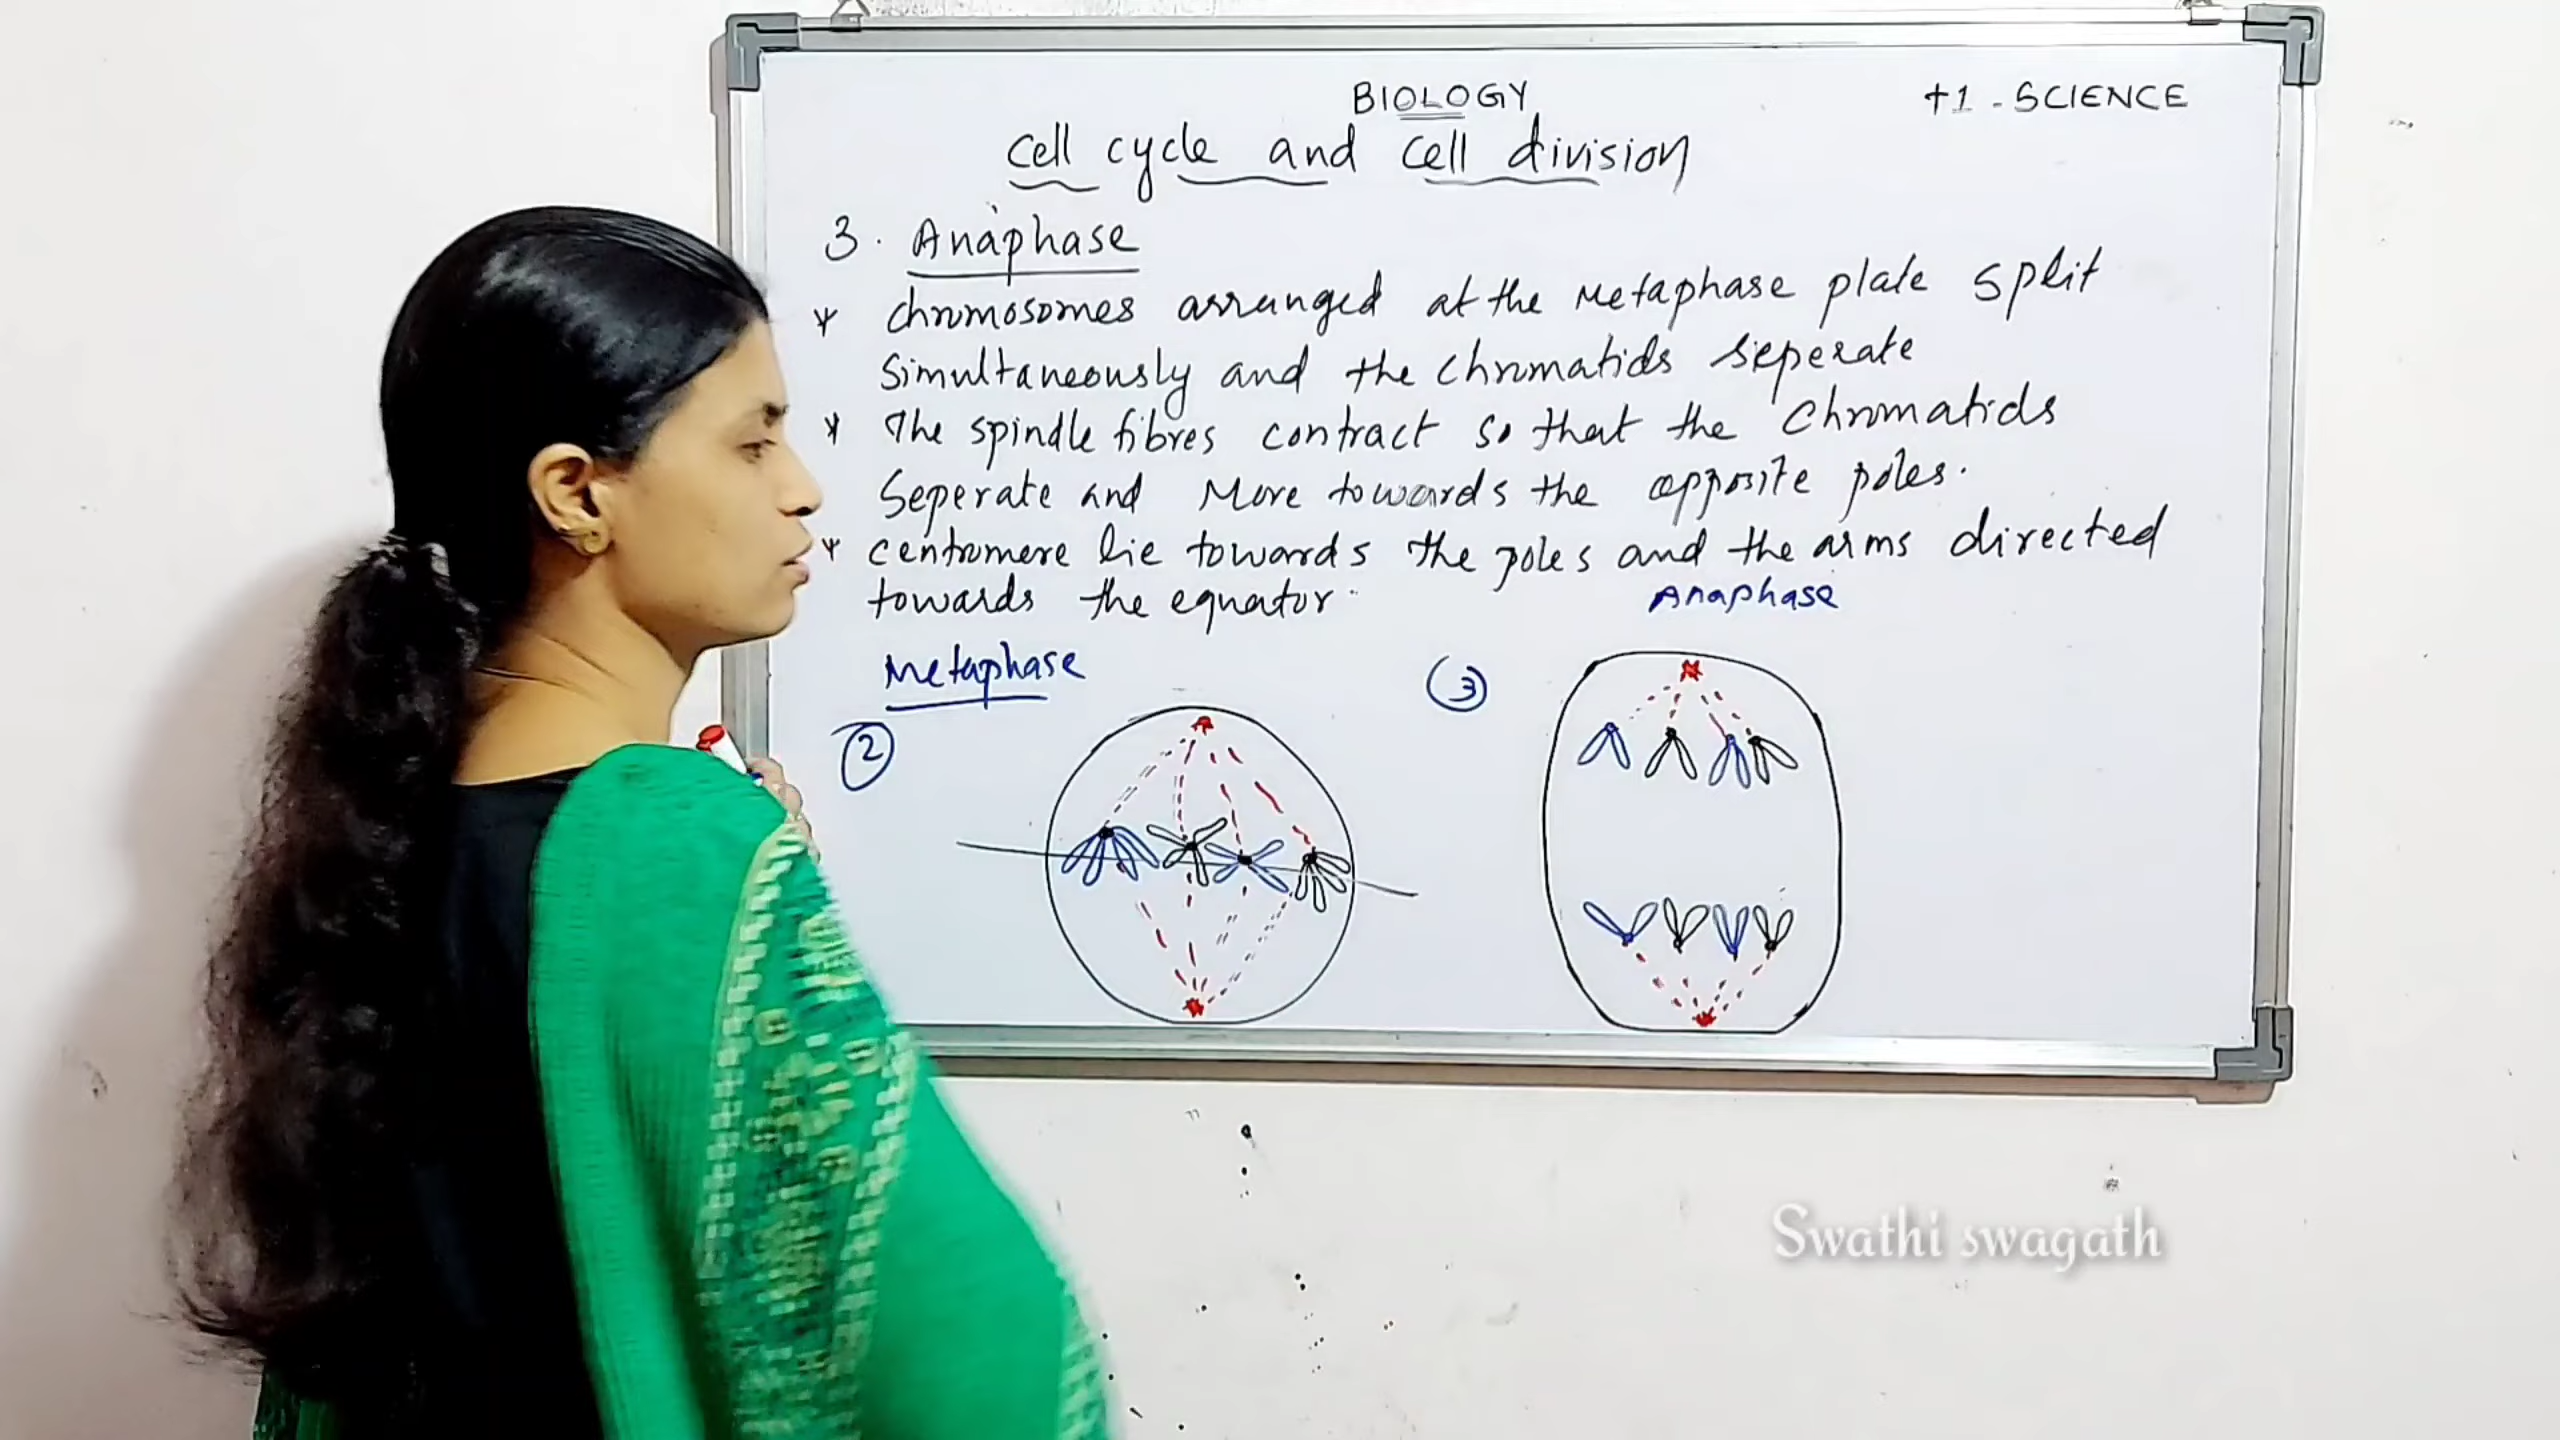 BIOLOGY
+1 - SCIENCE
Cell cycle and Cell division
3. Anaphase
* Chromosomes arranged at the Metaphase plate split
simultaneously and the Chromatids seperate
* The spindle fibres contract so that the Chromatids
Seperate and Move towards the opposite poles.
* centromere lie towards the poles and the arms directed
towards the equator.
Anaphase
Metaphase
3
2
Swathi swagath